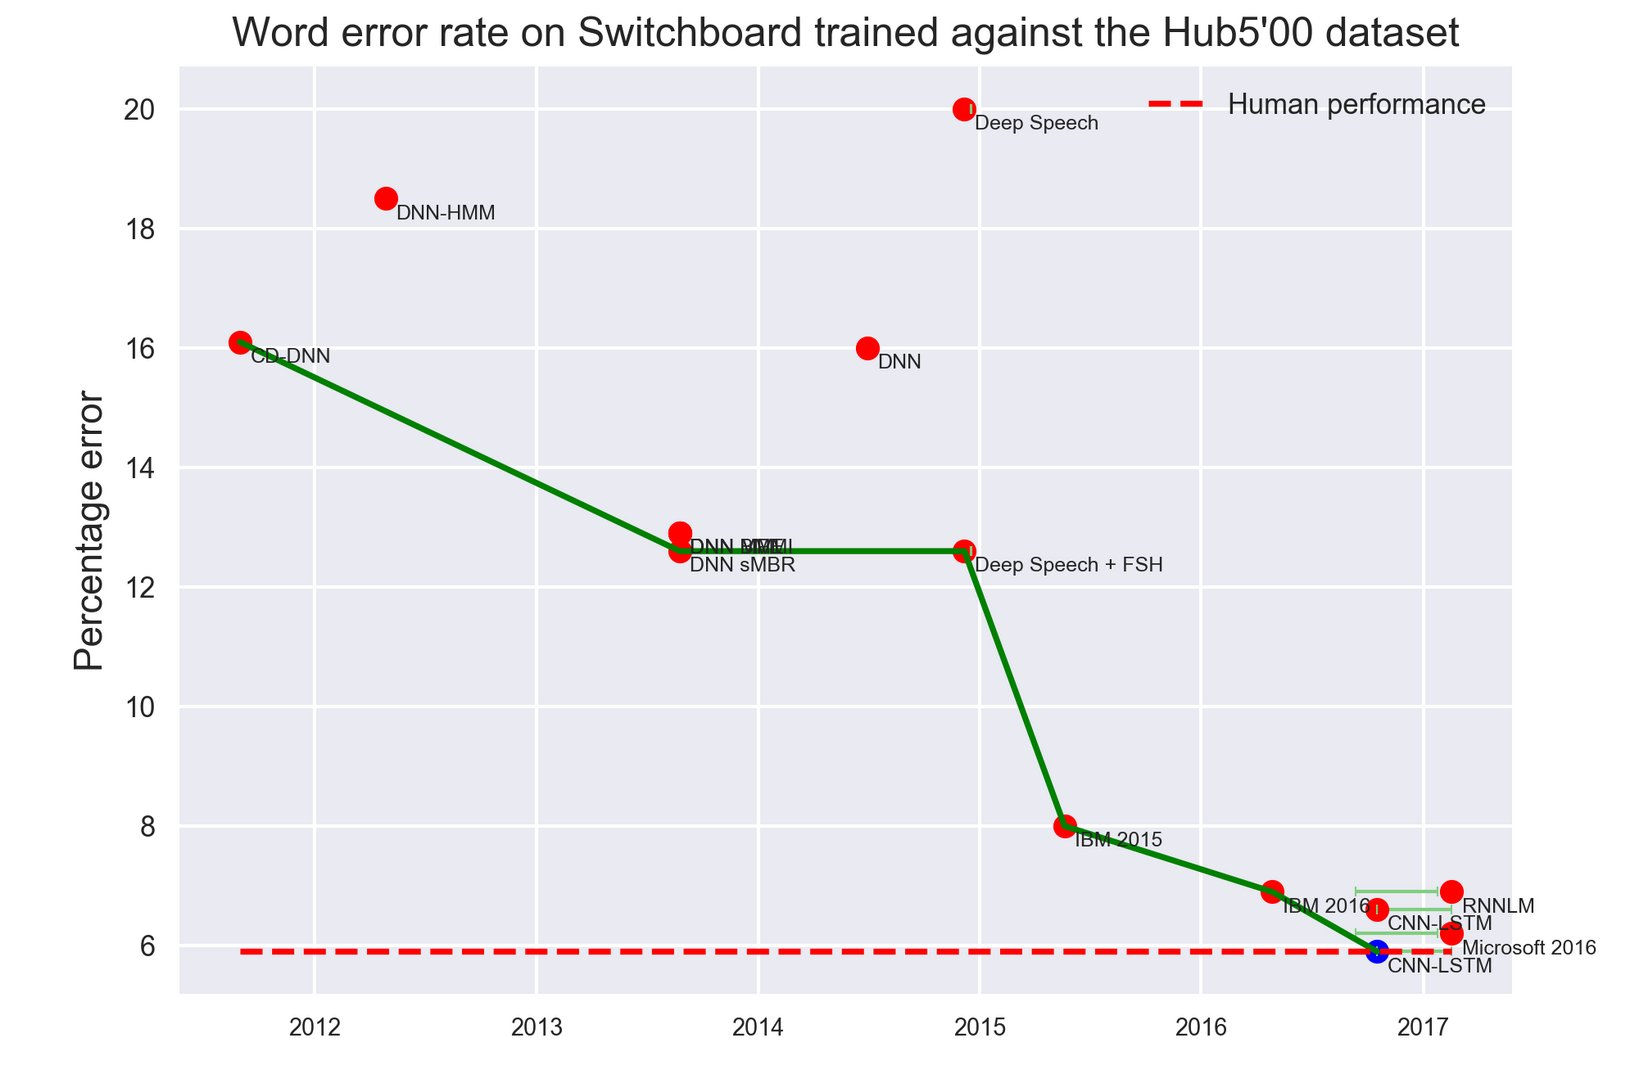 Word error rate on Switchboard trained against the Hub5'00 dataset
Human performance
Percentage error
20
18
16
14
12
10
8
6
Deep Speech
DNN-HMM
CD-DNN
DNN
DNN
DNN sMBR
Deep Speech + FSH
IBM 2015
IBM 2016
RNNLM
CNN-LSTM
Microsoft 2016
CNN-LSTM
2012
2013
2014
2015
2016
2017